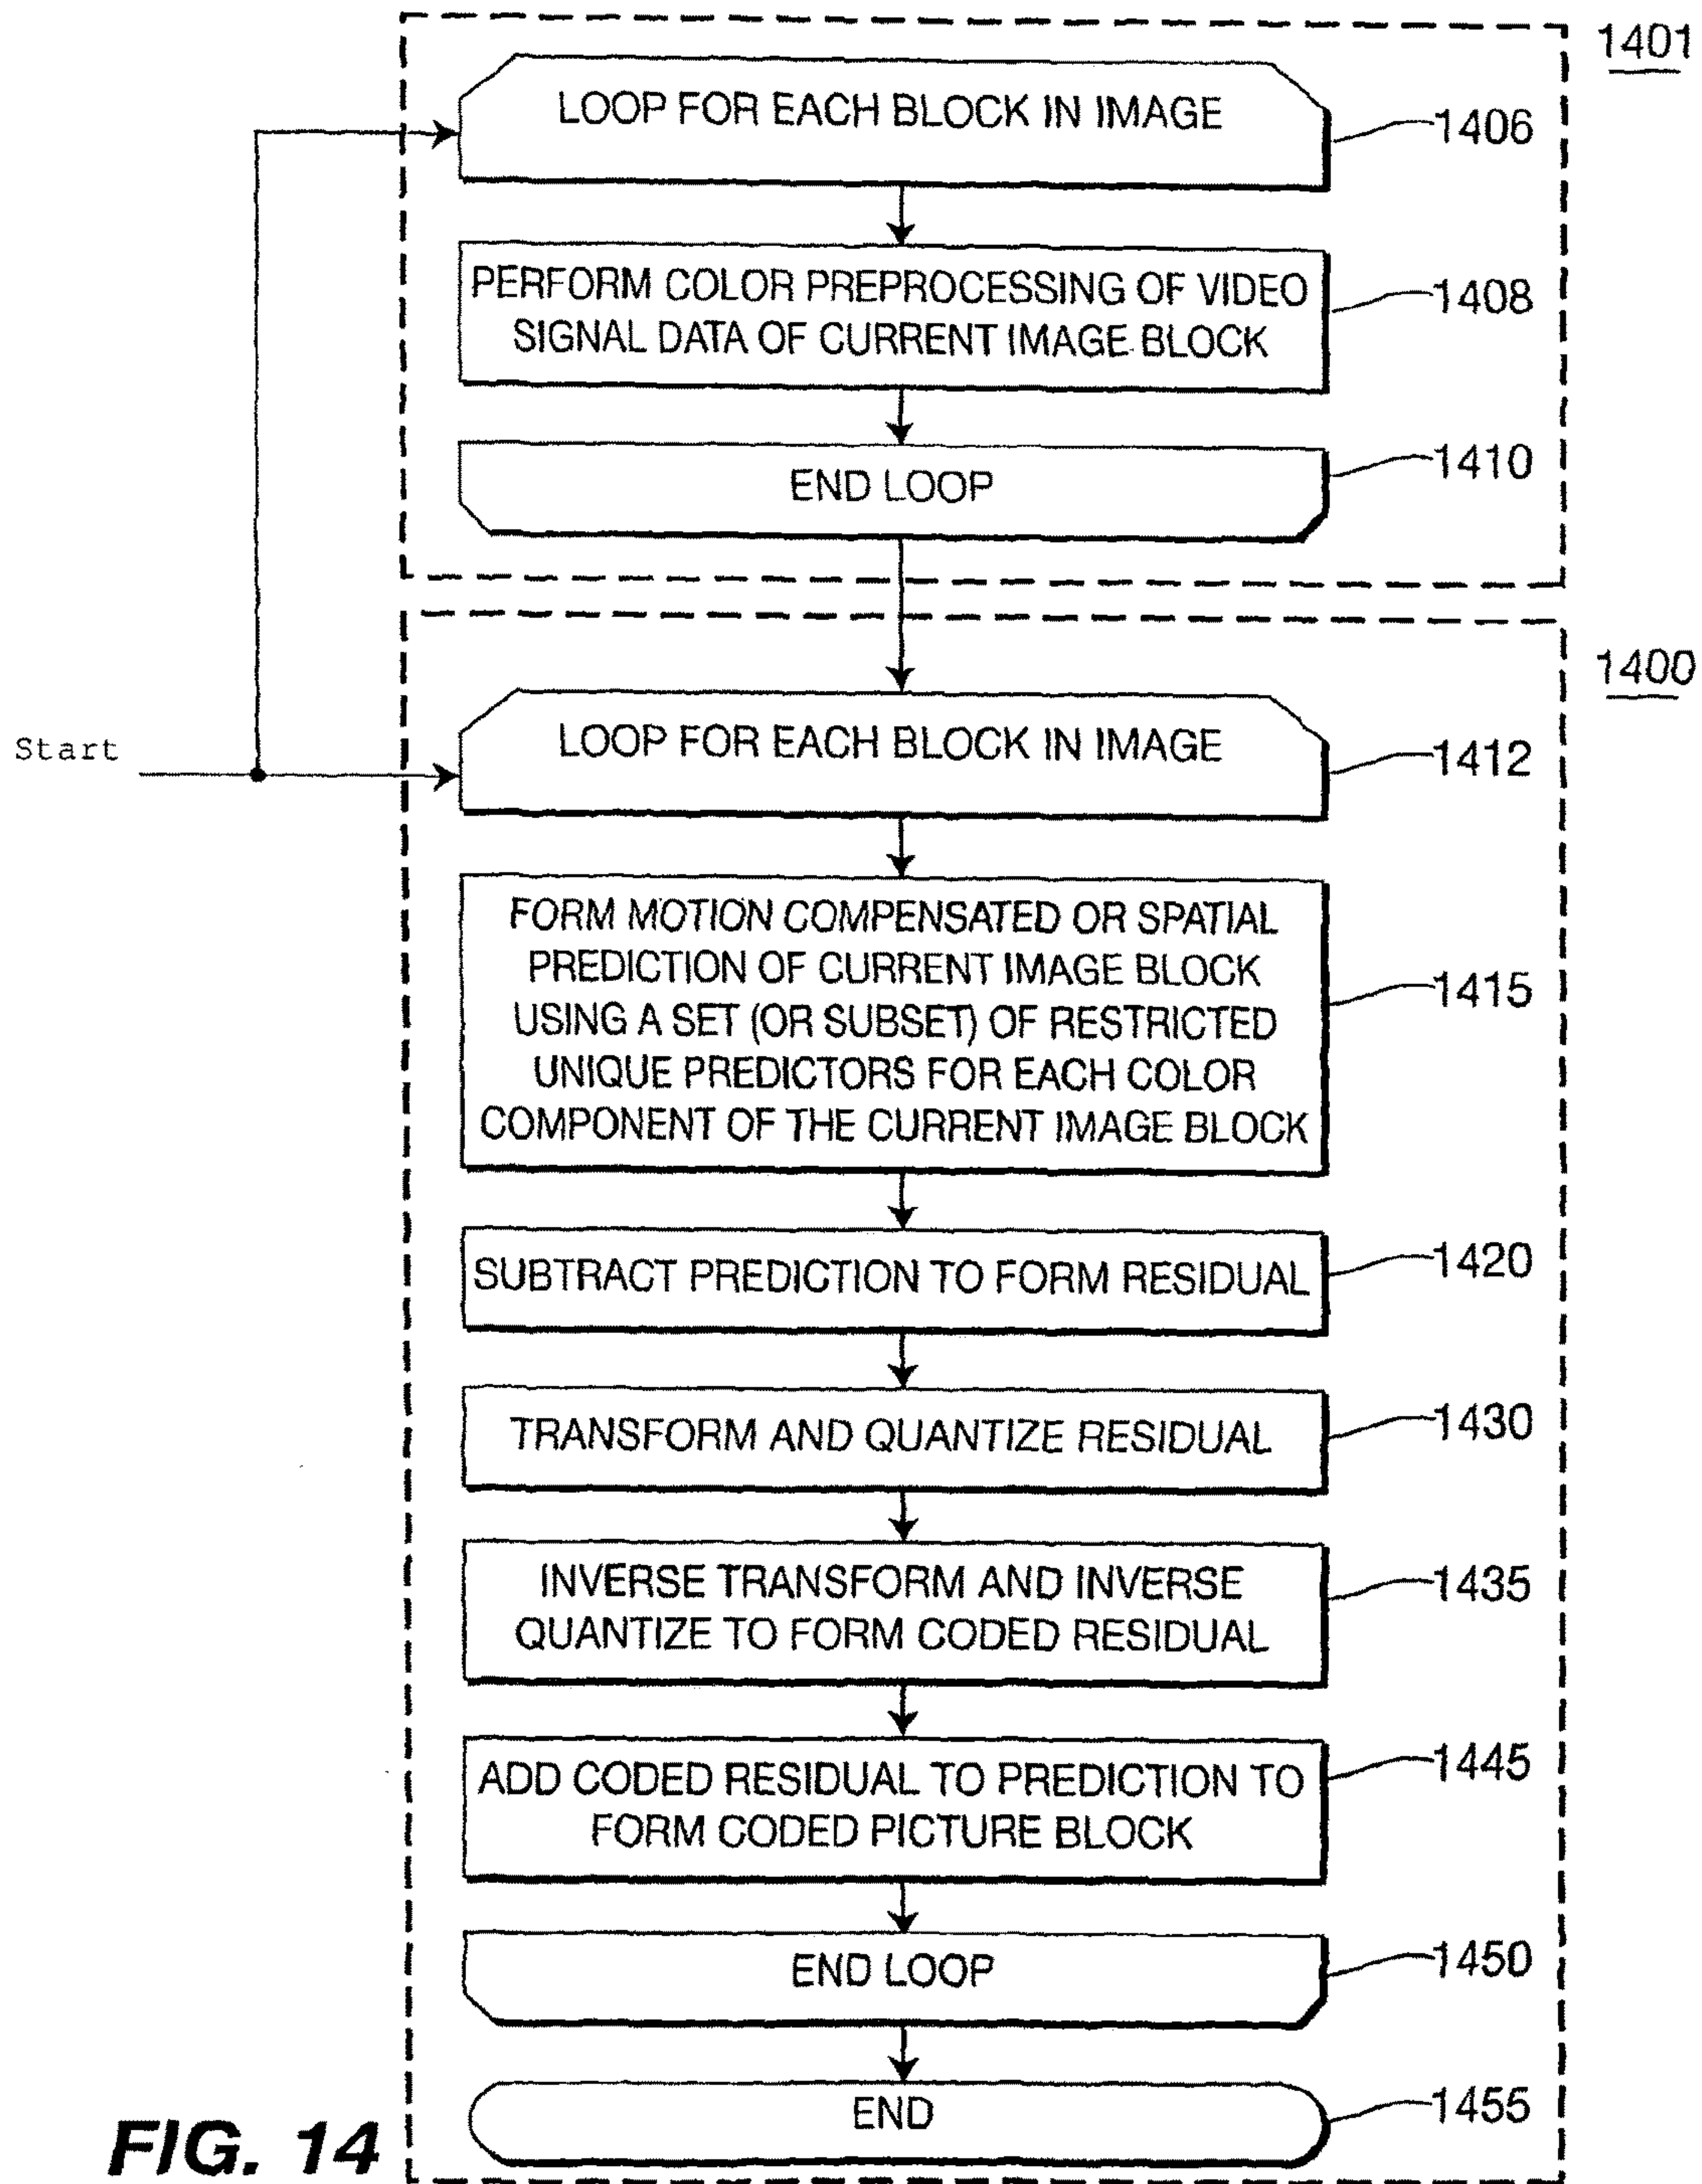 1401
LOOP FOR EACH BLOCK IN IMAGE
1406
PERFORM COLOR PREPROCESSING OF VIDEO
SIGNAL DATA OF CURRENT IMAGE BLOCK
1408
END LOOP
1410
1400
Start
LOOP FOR EACH BLOCK IN IMAGE
1412
FORM MOTION COMPENSATED OR SPATIAL
PREDICTION OF CURRENT IMAGE BLOCK
USING A SET (OR SUBSET) OF RESTRICTED
UNIQUE PREDICTORS FOR EACH COLOR
COMPONENT OF THE CURRENT IMAGE BLOCK
1415
SUBTRACT PREDICTION TO FORM RESIDUAL
1420
TRANSFORM AND QUANTIZE RESIDUAL
1430
INVERSE TRANSFORM AND INVERSE
QUANTIZE TO FORM CODED RESIDUAL
1435
ADD CODED RESIDUAL TO PREDICTION TO
FORM CODED PICTURE BLOCK
1445
END LOOP
1450
END
1455
FIG. 14